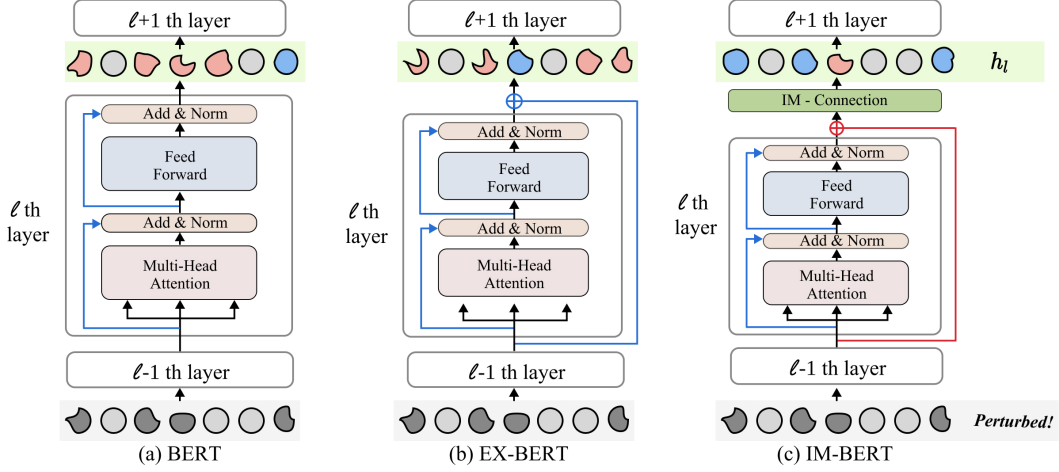 ℓ+1 th layer
Add & Norm
Feed
Forward
Add & Norm
Multi-Head
Attention
ℓ th
layer
ℓ-1 th layer
(a) BERT
ℓ+1 th layer
Add & Norm
Feed
Forward
Add & Norm
Multi-Head
Attention
ℓ th
layer
ℓ-1 th layer
(b) EX-BERT
ℓ+1 th layer
h_l
IM - Connection
Add & Norm
Feed
Forward
Add & Norm
Multi-Head
Attention
ℓ th
layer
ℓ-1 th layer
Perturbed!
(c) IM-BERT